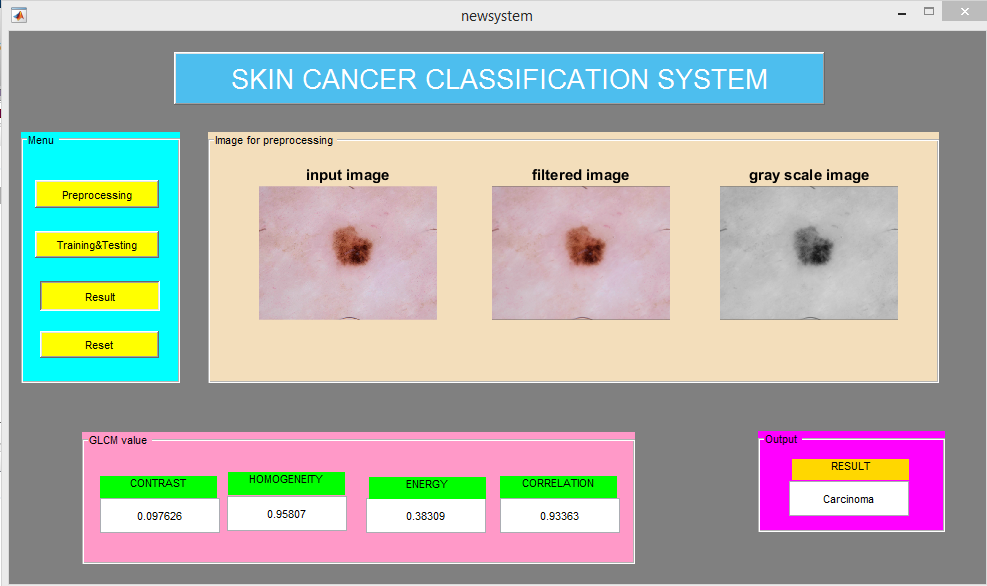 newsystem
SKIN CANCER CLASSIFICATION SYSTEM
Menu
Preprocessing
Training&Testing
Result
Reset
Image for preprocessing
input image
filtered image
gray scale image
GLCM value
CONTRAST
0.097626
HOMOGENEITY
0.95807
ENERGY
0.38309
CORRELATION
0.93363
Output
RESULT
Carcinoma